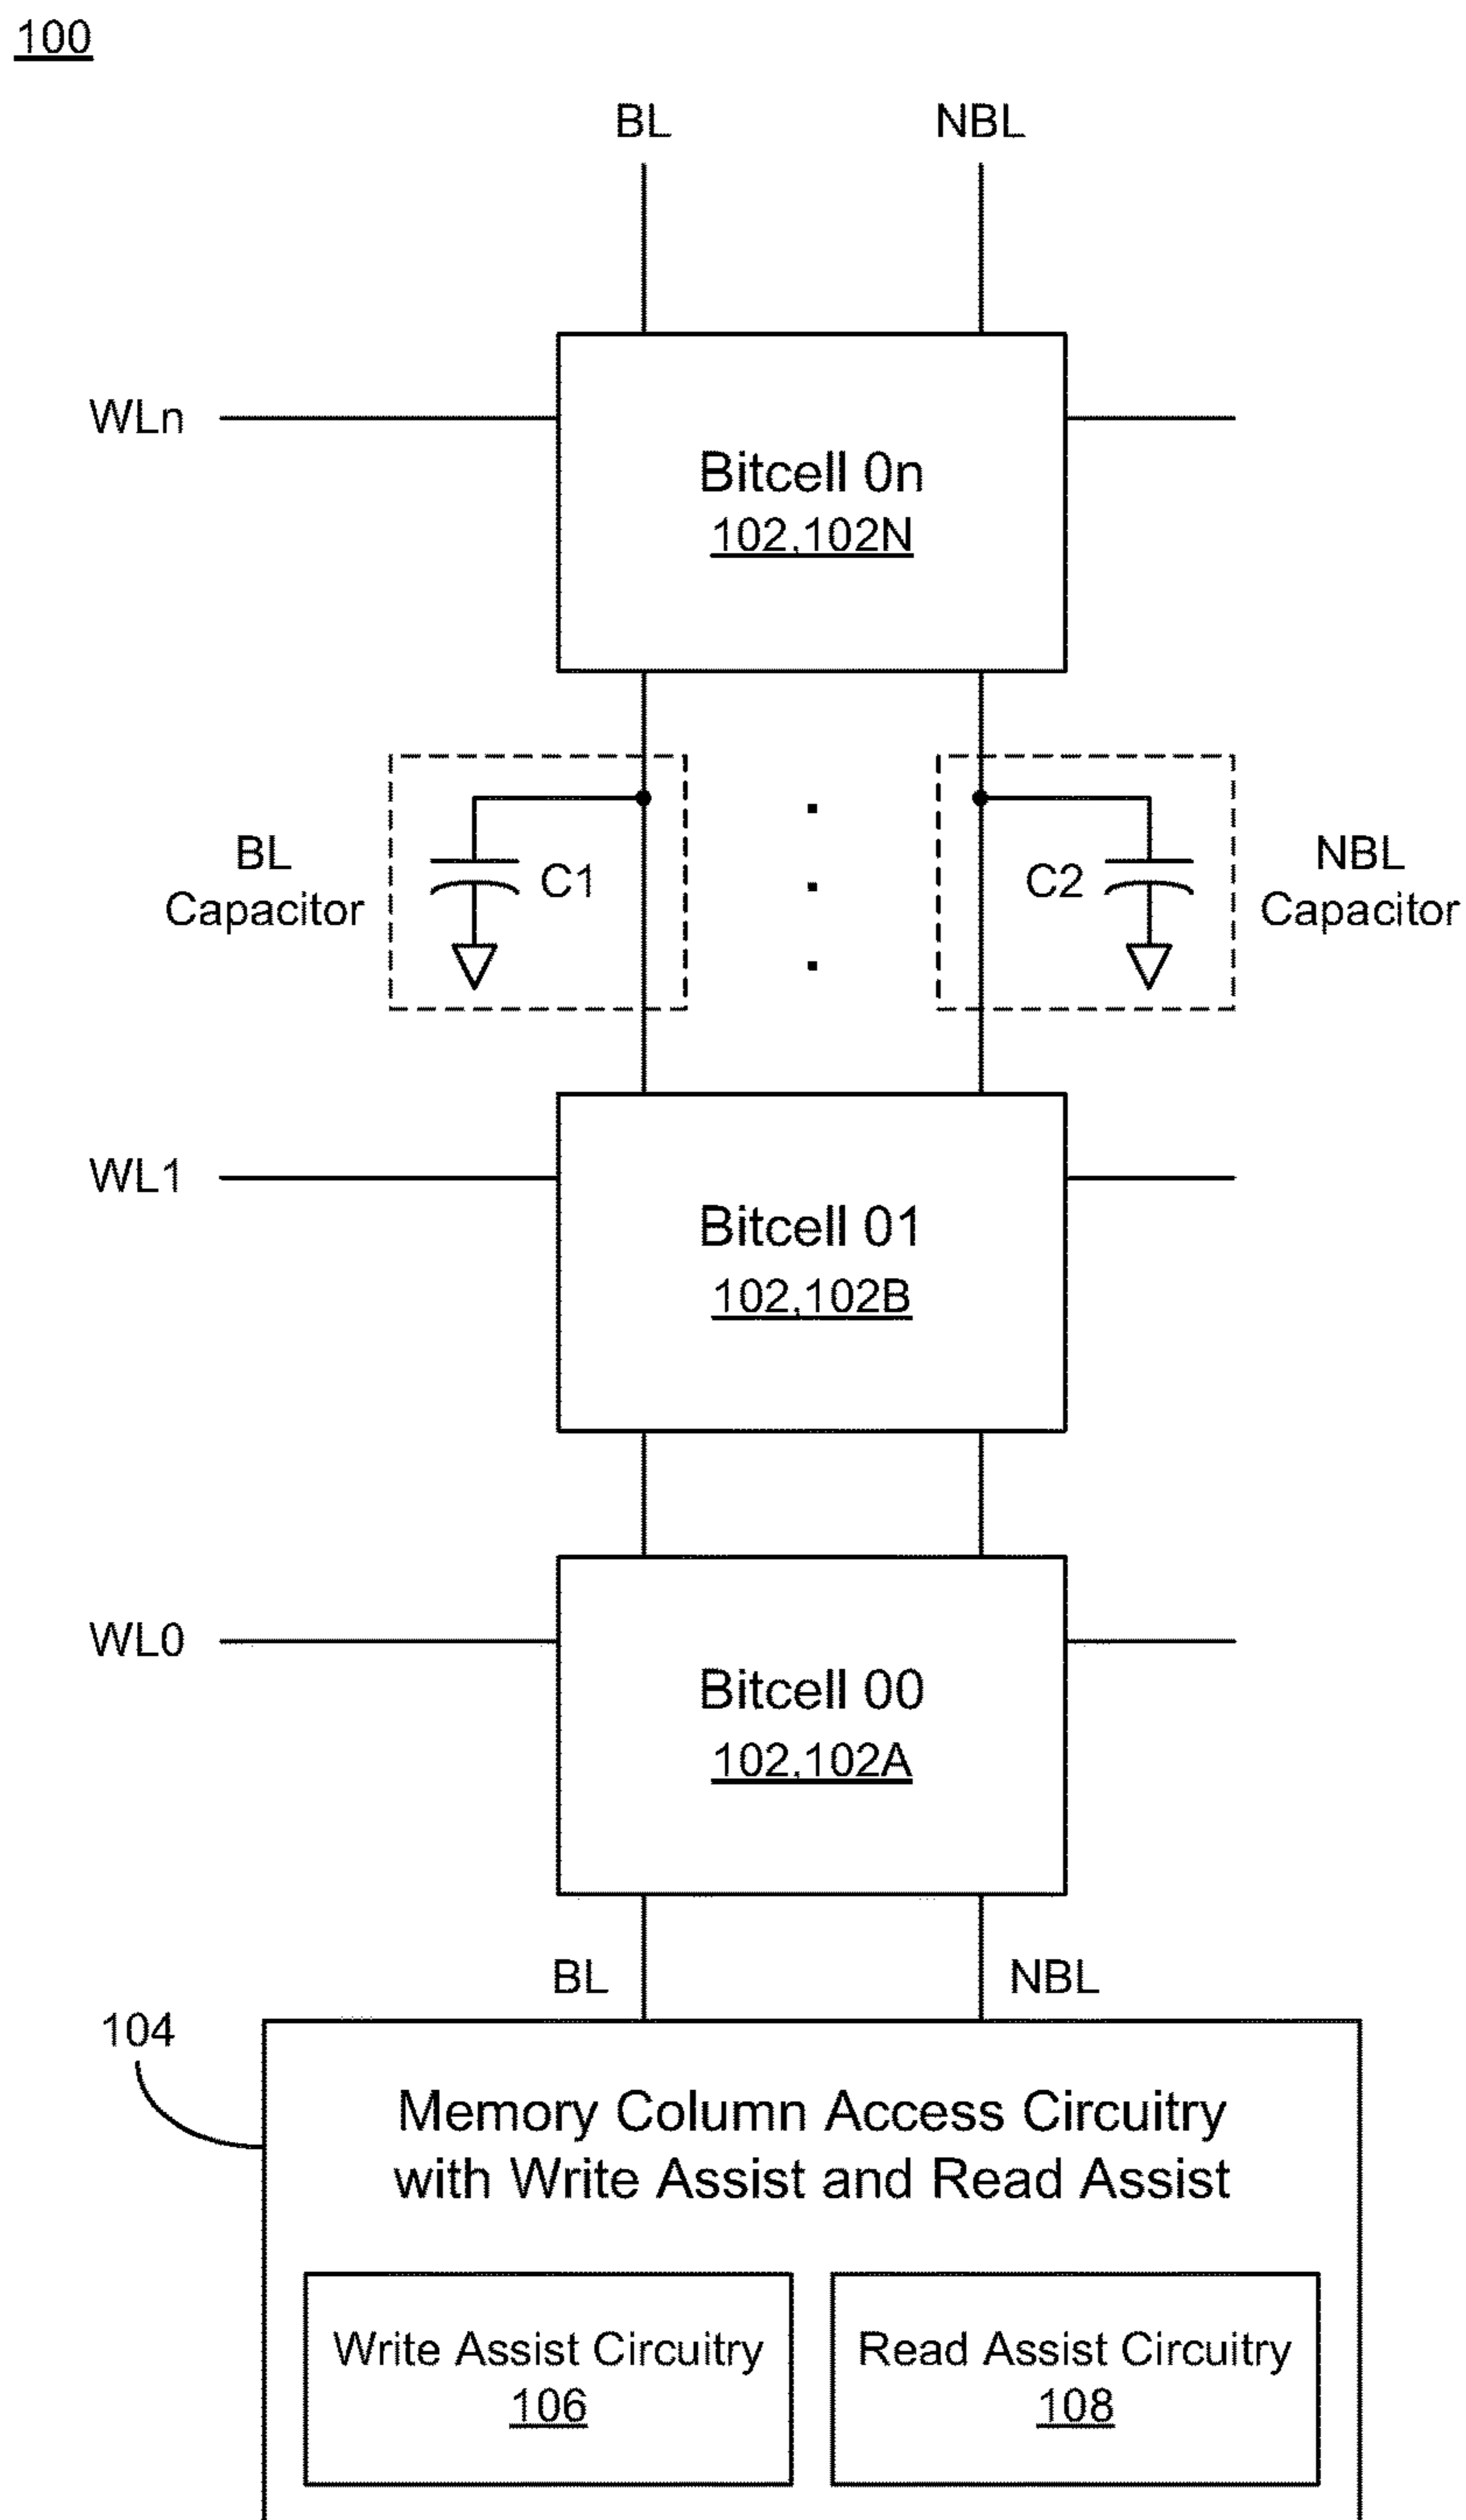 100
BL
NBL
WLn
Bitcell 0n
102,102N
BL
Capacitor
C1
C2
NBL
Capacitor
WL1
Bitcell 01
102,102B
WL0
Bitcell 00
102,102A
BL
NBL
104
Memory Column Access Circuitry
with Write Assist and Read Assist
Write Assist Circuitry
106
Read Assist Circuitry
108